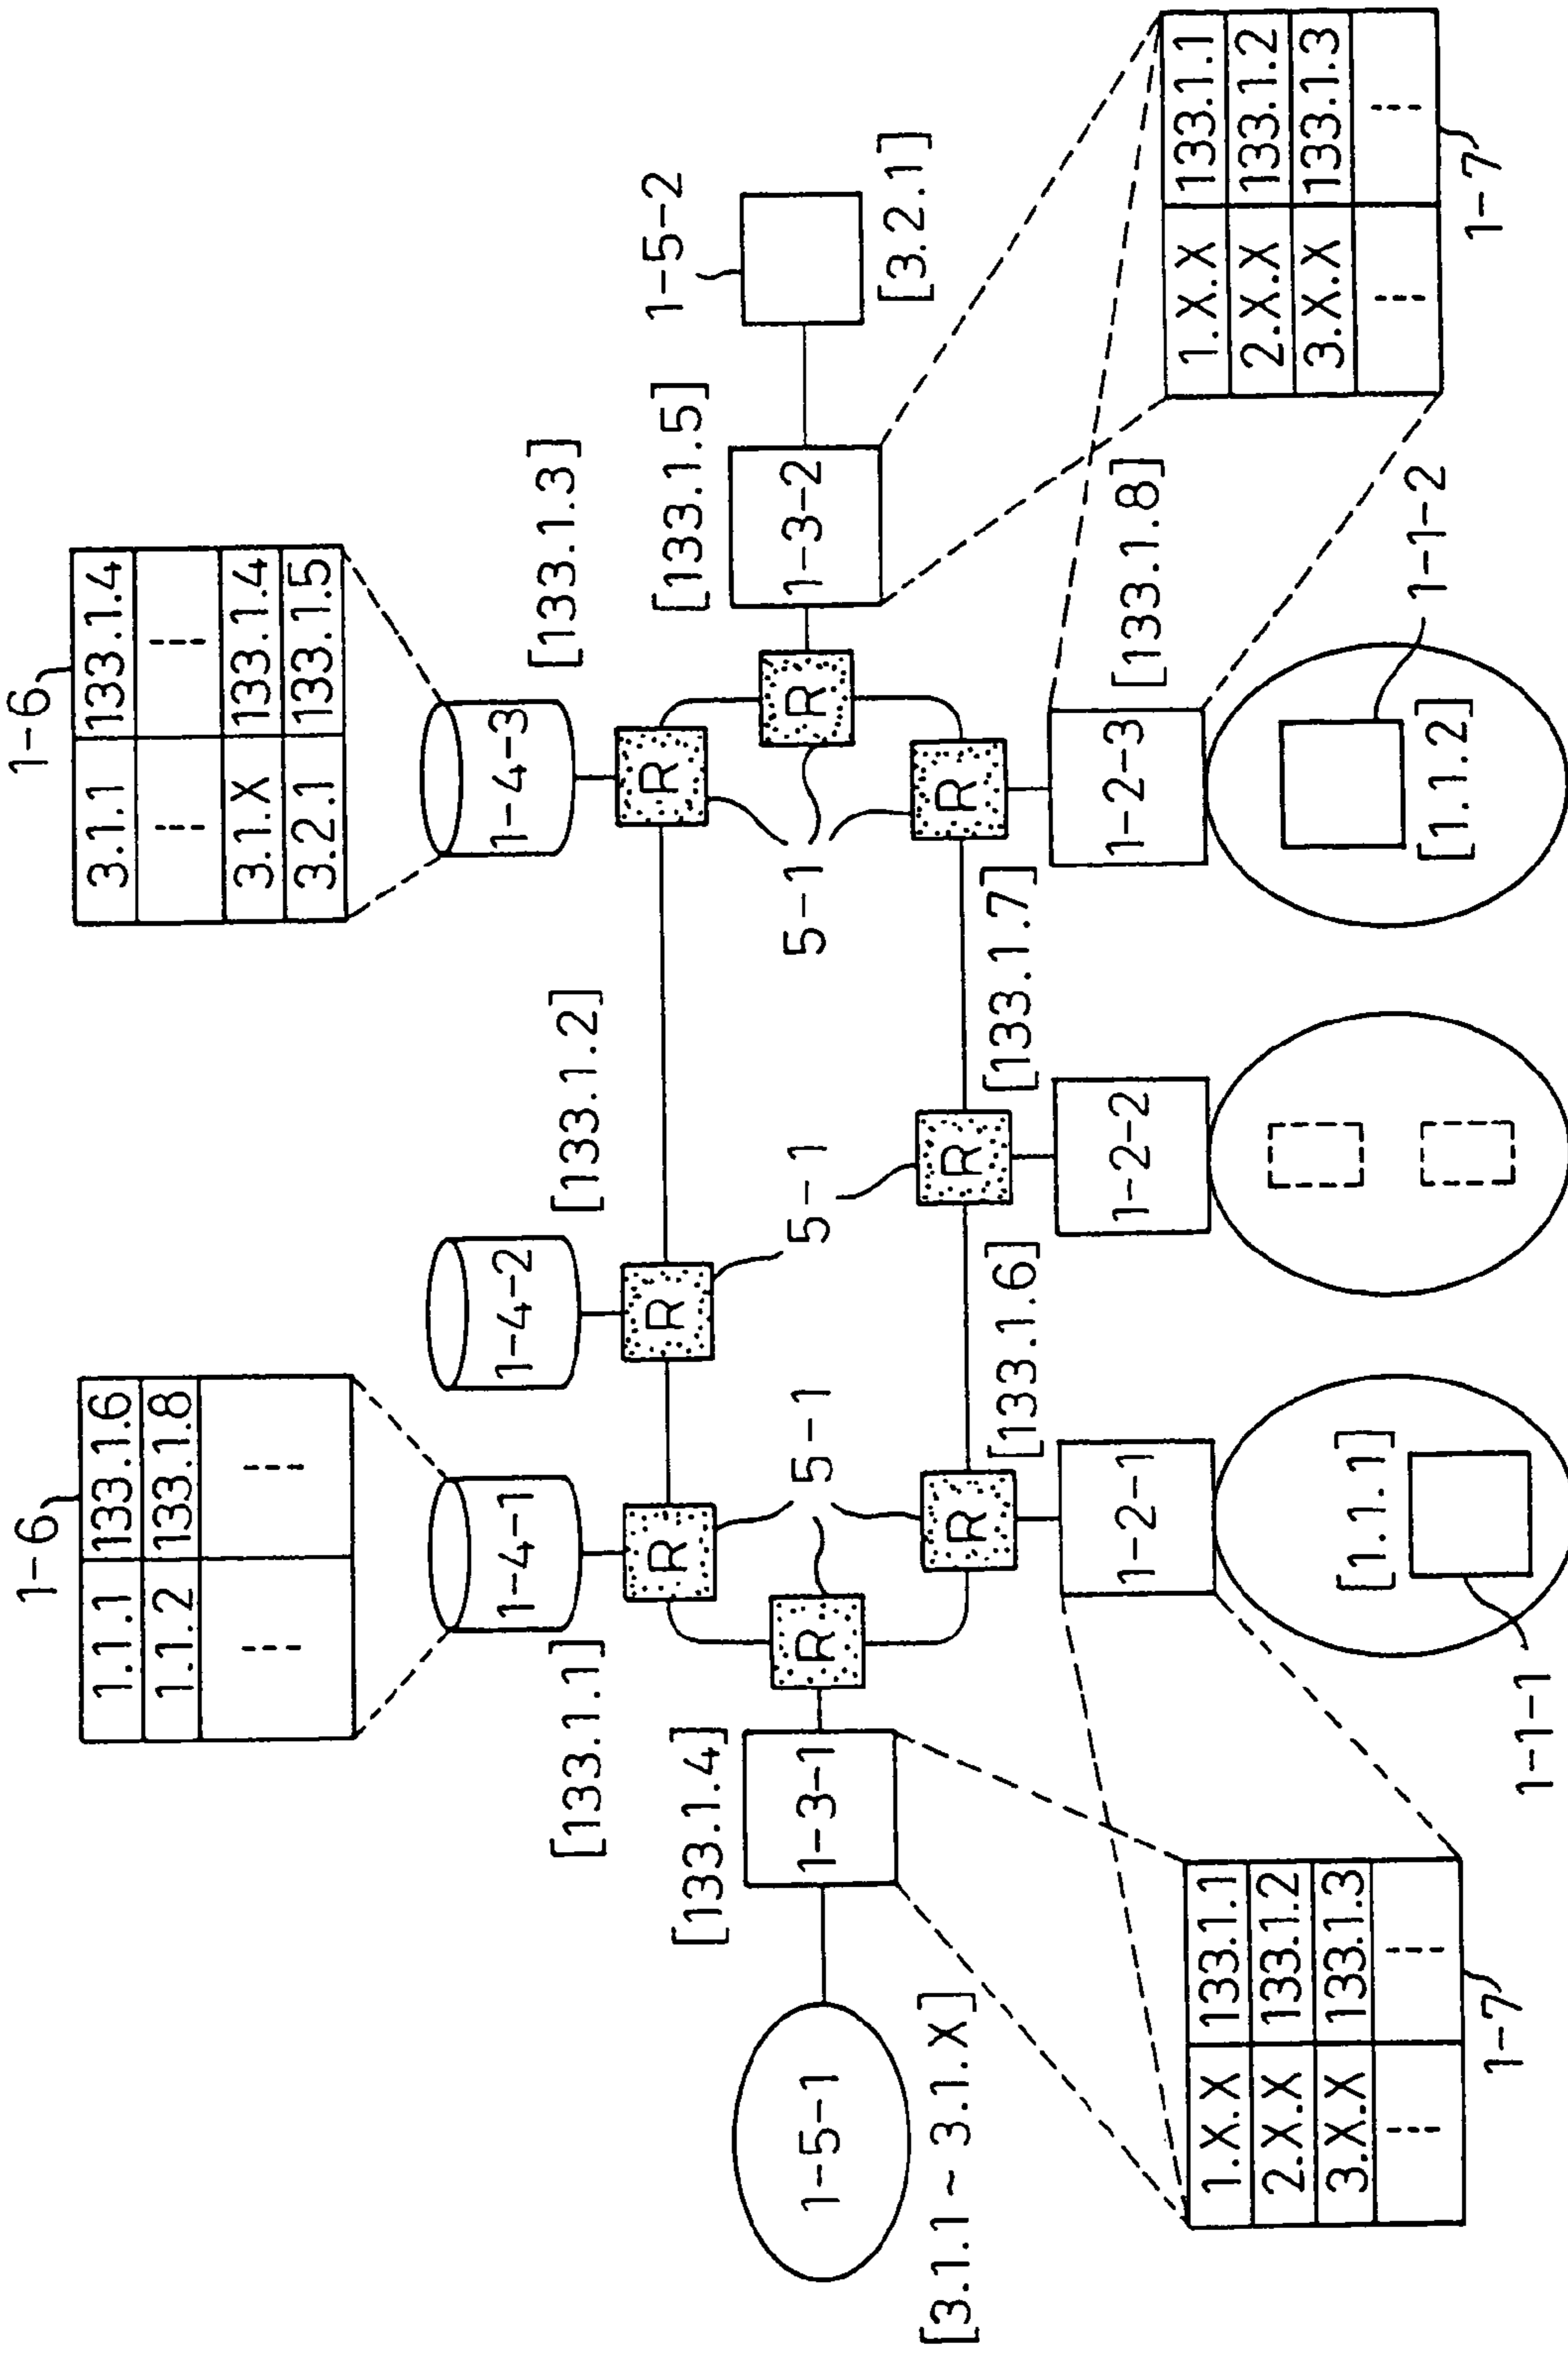 1-6
1.1.1 133.1.6
1.1.2 133.1.8
1-6
3.1.1 133.1.4
3.1.X 133.1.4
3.2.1 133.1.5
1-4-1
1-4-2
1-4-3
[133.1.1]
[133.1.2]
[133.1.3]
R
R
R
[133.1.4]
[133.1.5]
1-5-2
1-5-1
1-3-1
R
5-1
5-1
5-1
R
1-3-2
[3.2.1]
[3.1.1 ~ 3.1.X]
R
R
R
[133.1.6]
[133.1.7]
[133.1.8]
1-2-1
1-2-2
1-2-3
1.X.X 133.1.1
2.X.X 133.1.2
3.X.X 133.1.3
1-7
1.X.X 133.1.1
2.X.X 133.1.2
3.X.X 133.1.3
1-7
[1.1.1]
1-1-1
[1.1.2]
1-1-2